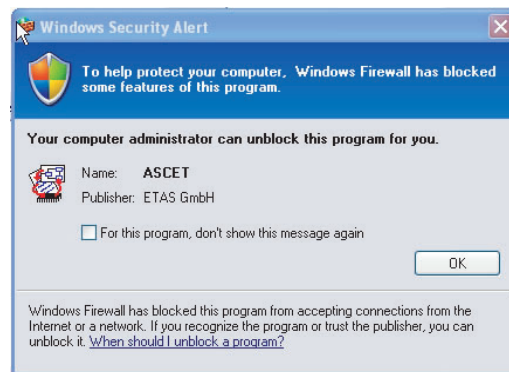 Windows Security Alert
To help protect your computer, Windows Firewall has blocked
some features of this program.
Your computer administrator can unblock this program for you.
Name: ASCET
Publisher: ETAS GmbH
For this program, don't show this message again
OK
Windows Firewall has blocked this program from accepting connections from the
Internet or a network. If you recognize the program or trust the publisher, you can
unblock it. When should I unblock a program?